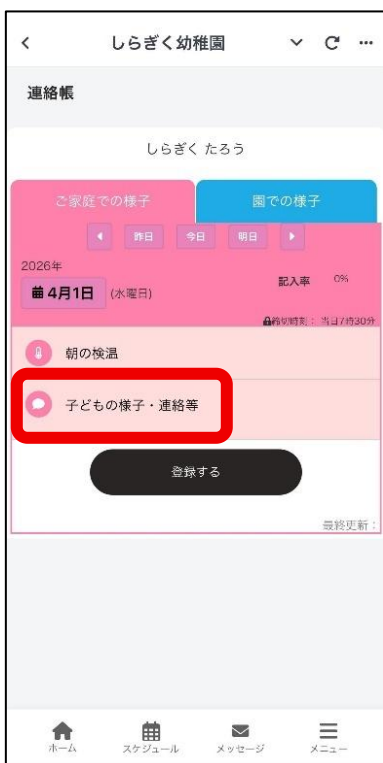 しらぎく幼稚園
連絡帳
しらぎく たろう
ご家庭での様子 園での様子
昨日 今日 明日
2026年
4月1日 (水曜日) 記入率 0%
締切時刻： 当日7時30分
朝の検温
子どもの様子・連絡等
登録する
最終更新：
ホーム スケジュール メッセージ メニュー